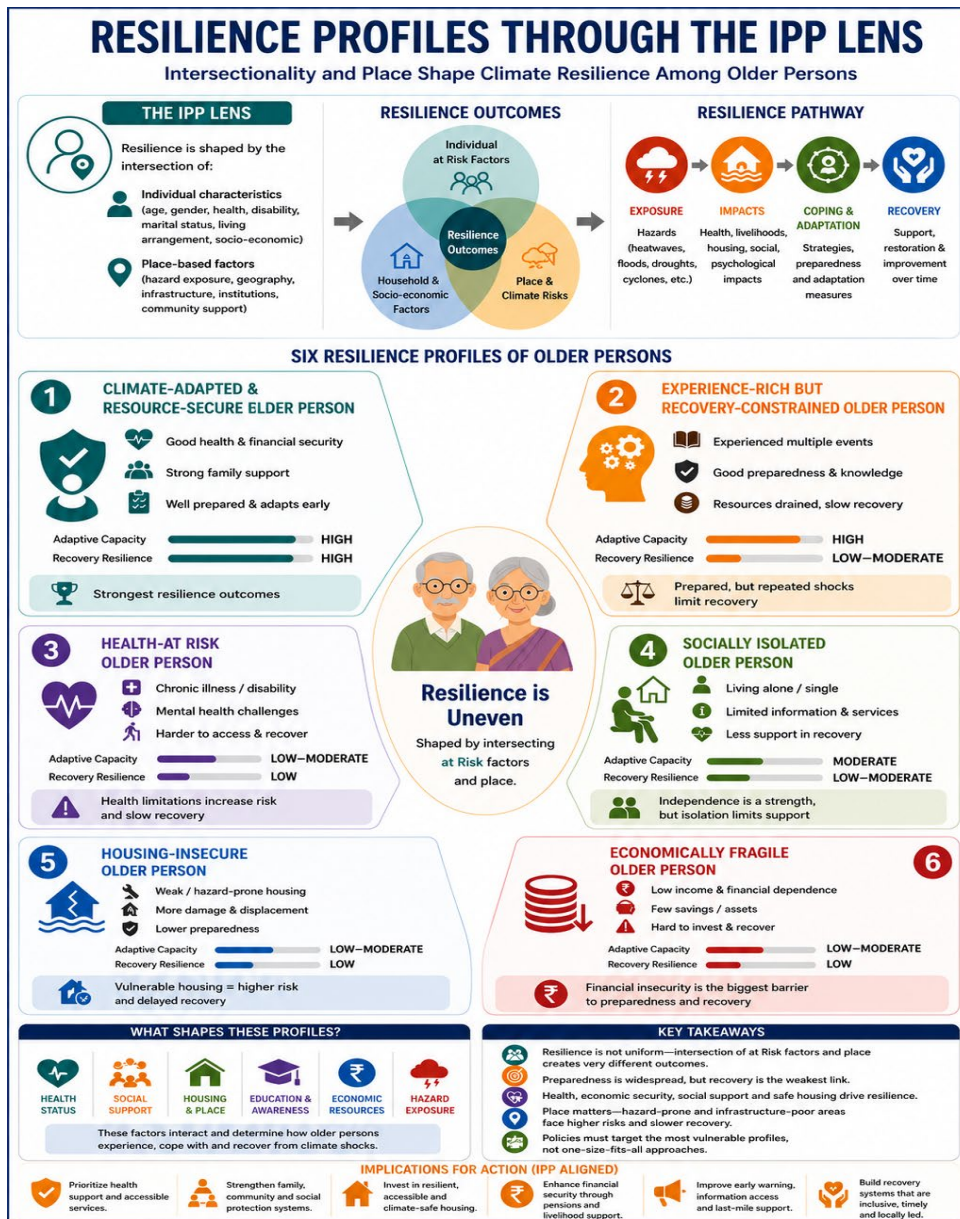 RESILIENCE PROFILES THROUGH THE IPP LENS
Intersectionality and Place Shape Climate Resilience Among Older Persons
THE IPP LENS
Resilience is shaped by the
intersection of:
Individual characteristics
(age, gender, health, disability,
marital status, living
arrangement, socio-economic)
Place-based factors
(hazard exposure, geography,
infrastructure, institutions,
community support)
RESILIENCE OUTCOMES
Individual
at Risk Factors
Resilience
Outcomes
Household &
Socio-economic
Factors
Place &
Climate Risks
RESILIENCE PATHWAY
EXPOSURE
Hazards
(heatwaves,
floods, droughts,
cyclones, etc.)
IMPACTS
Health, livelihoods,
housing, social,
psychological
impacts
COPING &
ADAPTATION
Strategies,
preparedness
and adaptation
measures
RECOVERY
Support,
restoration &
improvement
over time
SIX RESILIENCE PROFILES OF OLDER PERSONS
1
CLIMATE-ADAPTED &
RESOURCE-SECURE ELDER PERSON
Good health & financial security
Strong family support
Well prepared & adapts early
Adaptive Capacity HIGH
Recovery Resilience HIGH
Strongest resilience outcomes
2
EXPERIENCE-RICH BUT
RECOVERY-CONSTRAINED OLDER PERSON
Experienced multiple events
Good preparedness & knowledge
Resources drained, slow recovery
Adaptive Capacity HIGH
Recovery Resilience LOW–MODERATE
Prepared, but repeated shocks
limit recovery
3
HEALTH-AT RISK
OLDER PERSON
Chronic illness / disability
Mental health challenges
Harder to access & recover
Adaptive Capacity LOW–MODERATE
Recovery Resilience LOW
Health limitations increase risk
and slow recovery
Resilience is
Uneven
Shaped by intersecting
at Risk factors
and place.
4
SOCIALLY ISOLATED
OLDER PERSON
Living alone / single
Limited information & services
Less support in recovery
Adaptive Capacity MODERATE
Recovery Resilience LOW–MODERATE
Independence is a strength,
but isolation limits support
5
HOUSING-INSECURE
OLDER PERSON
Weak / hazard-prone housing
More damage & displacement
Lower preparedness
Adaptive Capacity LOW–MODERATE
Recovery Resilience LOW
Vulnerable housing = higher risk
and delayed recovery
6
ECONOMICALLY FRAGILE
OLDER PERSON
₹ Low income & financial dependence
Few savings / assets
Hard to invest & recover
Adaptive Capacity LOW–MODERATE
Recovery Resilience LOW
₹ Financial insecurity is the biggest barrier
to preparedness and recovery
WHAT SHAPES THESE PROFILES?
HEALTH
STATUS
SOCIAL
SUPPORT
HOUSING
& PLACE
EDUCATION
& AWARENESS
₹
ECONOMIC
RESOURCES
HAZARD
EXPOSURE
These factors interact and determine how older persons
experience, cope with and recover from climate shocks.
KEY TAKEAWAYS
Resilience is not uniform—intersection of at Risk factors and place
creates very different outcomes.
Preparedness is widespread, but recovery is the weakest link.
Health, economic security, social support and safe housing drive resilience.
Place matters—hazard-prone and infrastructure-poor areas
face higher risks and slower recovery.
Policies must target the most vulnerable profiles,
not one-size-fits-all approaches.
IMPLICATIONS FOR ACTION (IPP ALIGNED)
Prioritize health
support and accessible
services.
Strengthen family,
community and social
protection systems.
Invest in resilient,
accessible and
climate-safe housing.
₹
Enhance financial
security through
pensions and
livelihood support.
Improve early warning,
information access
and last-mile support.
Build recovery
systems that are
inclusive, timely
and locally led.